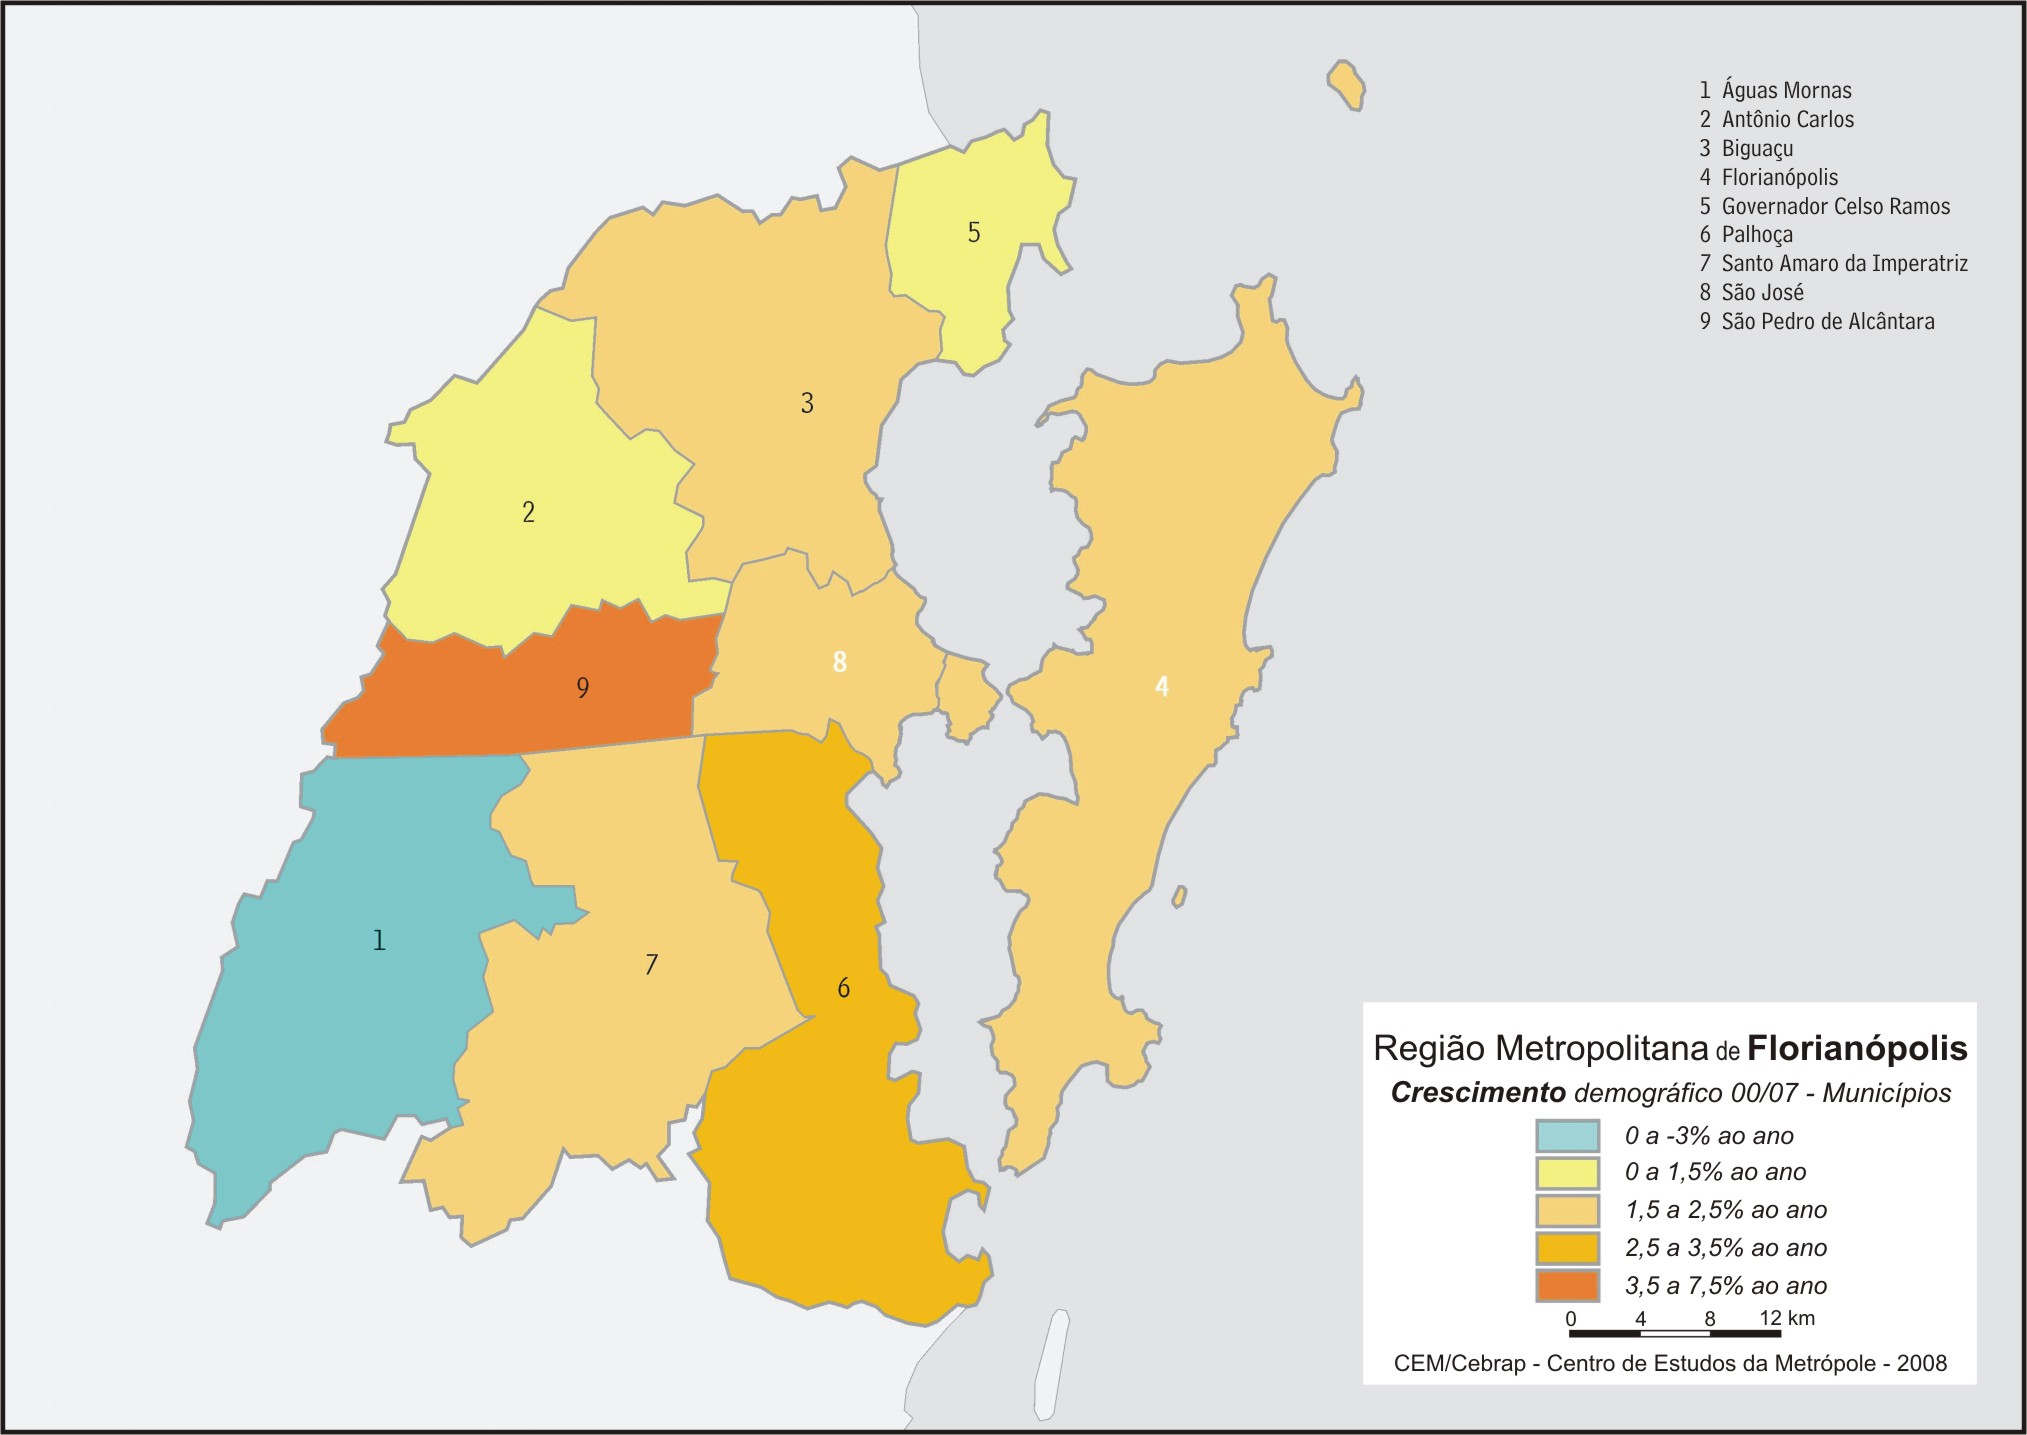 1 Águas Mornas
2 Antônio Carlos
3 Biguaçu
4 Florianópolis
5 Governador Celso Ramos
6 Palhoça
7 Santo Amaro da Imperatriz
8 São José
9 São Pedro de Alcântara
5
3
2
8
9
4
1
7
6
Região Metropolitana de Florianópolis
Crescimento demográfico 00/07 - Municípios
0 a -3% ao ano
0 a 1,5% ao ano
1,5 a 2,5% ao ano
2,5 a 3,5% ao ano
3,5 a 7,5% ao ano
0 4 8 12 km
CEM/Cebrap - Centro de Estudos da Metrópole - 2008